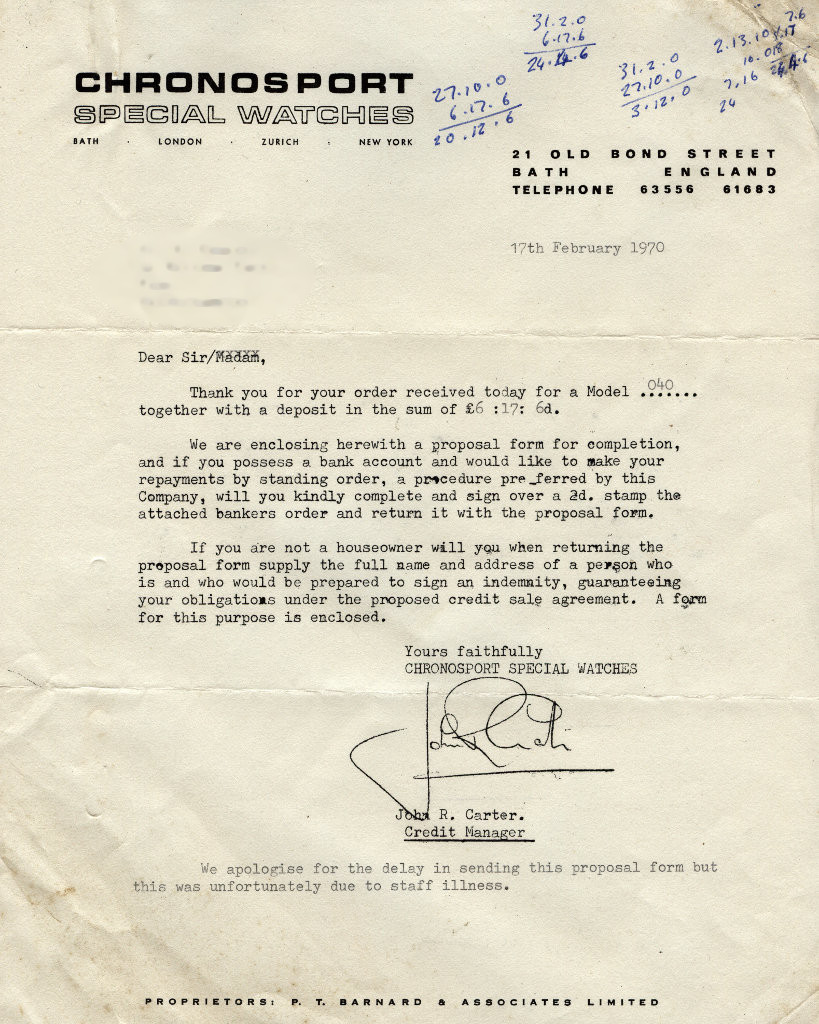 31.2.0
6.17.6
24.14.6
27.10.0
6.17.6
20.12.6
31.2.0
27.10.0
3.12.0
2.13.10
7.6
7,16
24
CHRONOSPORT
SPECIAL WATCHES
BATH · LONDON · ZURICH · NEW YORK
21 OLD BOND STREET
BATH ENGLAND
TELEPHONE 63556 61683
17th February 1970
Dear Sir/Madam,
Thank you for your order received today for a Model .040...
together with a deposit in the sum of £6 :17: 6d.
We are enclosing herewith a proposal form for completion,
and if you possess a bank account and would like to make your
repayments by standing order, a procedure pre_ferred by this
Company, will you kindly complete and sign over a 2d. stamp the
attached bankers order and return it with the proposal form.
If you are not a houseowner will you when returning the
proposal form supply the full name and address of a person who
is and who would be prepared to sign an indemnity, guaranteeing
your obligations under the proposed credit sale agreement. A form
for this purpose is enclosed.
Yours faithfully
CHRONOSPORT SPECIAL WATCHES
John R. Carter.
Credit Manager
We apologise for the delay in sending this proposal form but
this was unfortunately due to staff illness.
PROPRIETORS: P. T. BARNARD & ASSOCIATES LIMITED